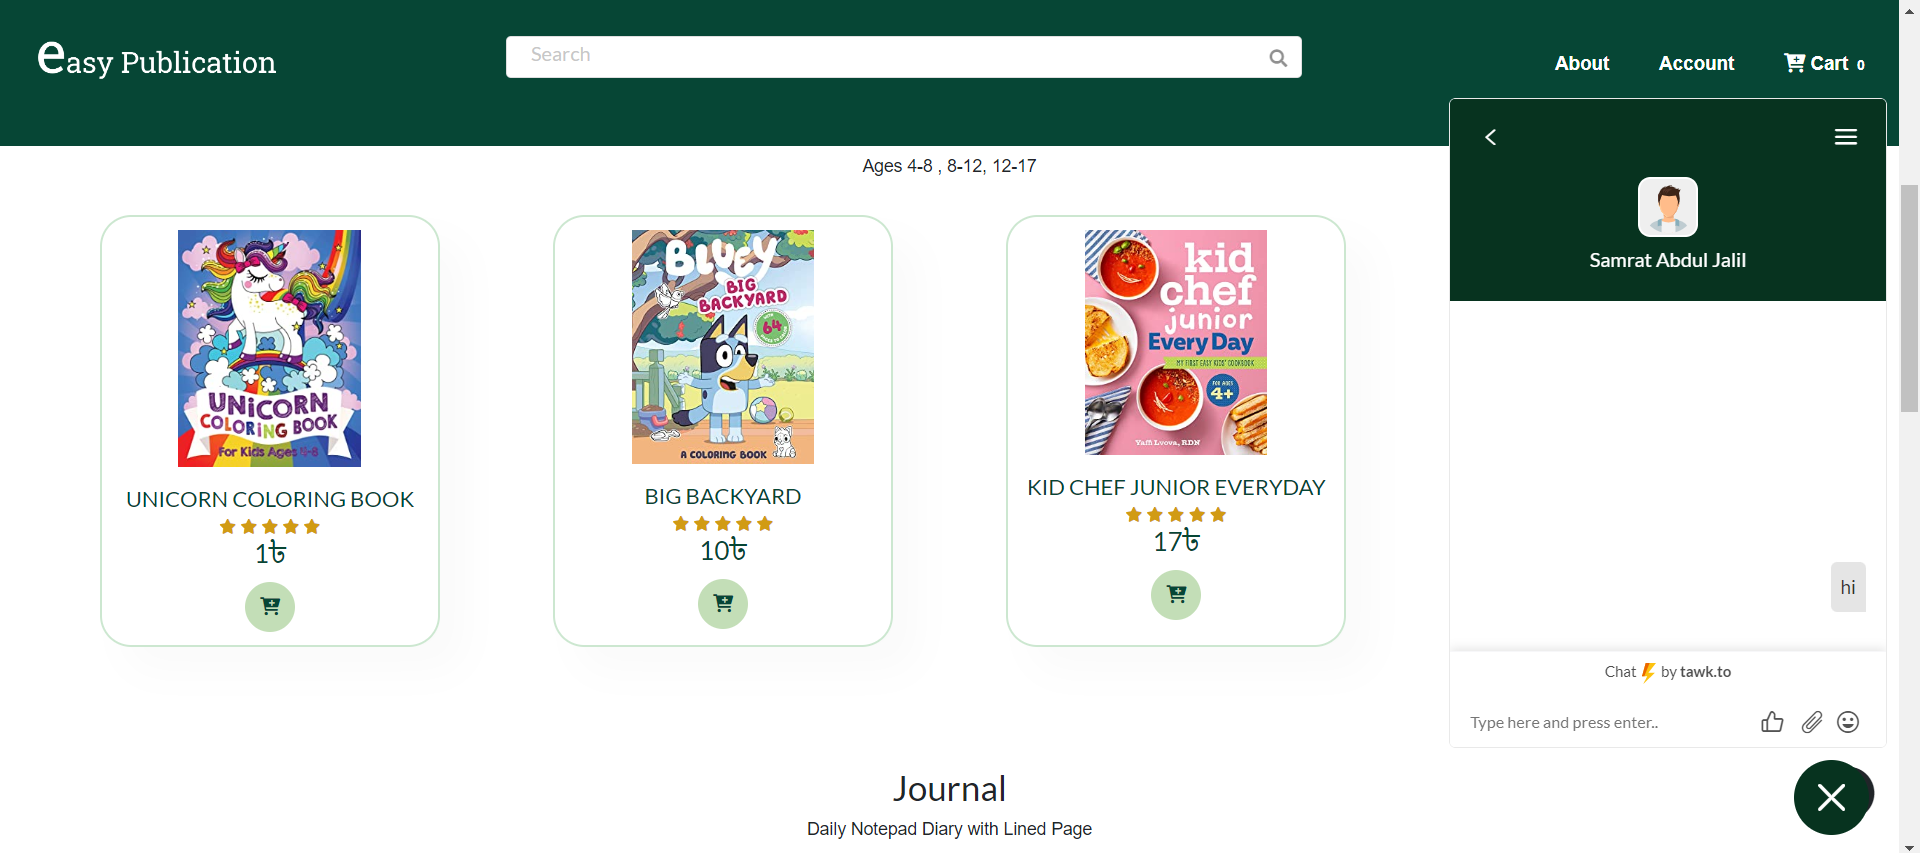 easy Publication
Search
About
Account
Cart 0
Ages 4-8 , 8-12, 12-17
UNICORN
COLORING BOOK
For Kids Ages 4-8
UNICORN COLORING BOOK
1৳
BLUEY
BIG
BACKYARD
64
A COLORING BOOK
BIG BACKYARD
10৳
kid
chef
junior
Every Day
MY FIRST EASY KIDS' COOKBOOK
FOR AGES
4+
Yaffi Lvova, RDN
KID CHEF JUNIOR EVERYDAY
17৳
Samrat Abdul Jalil
hi
Chat by tawk.to
Type here and press enter..
Journal
Daily Notepad Diary with Lined Page